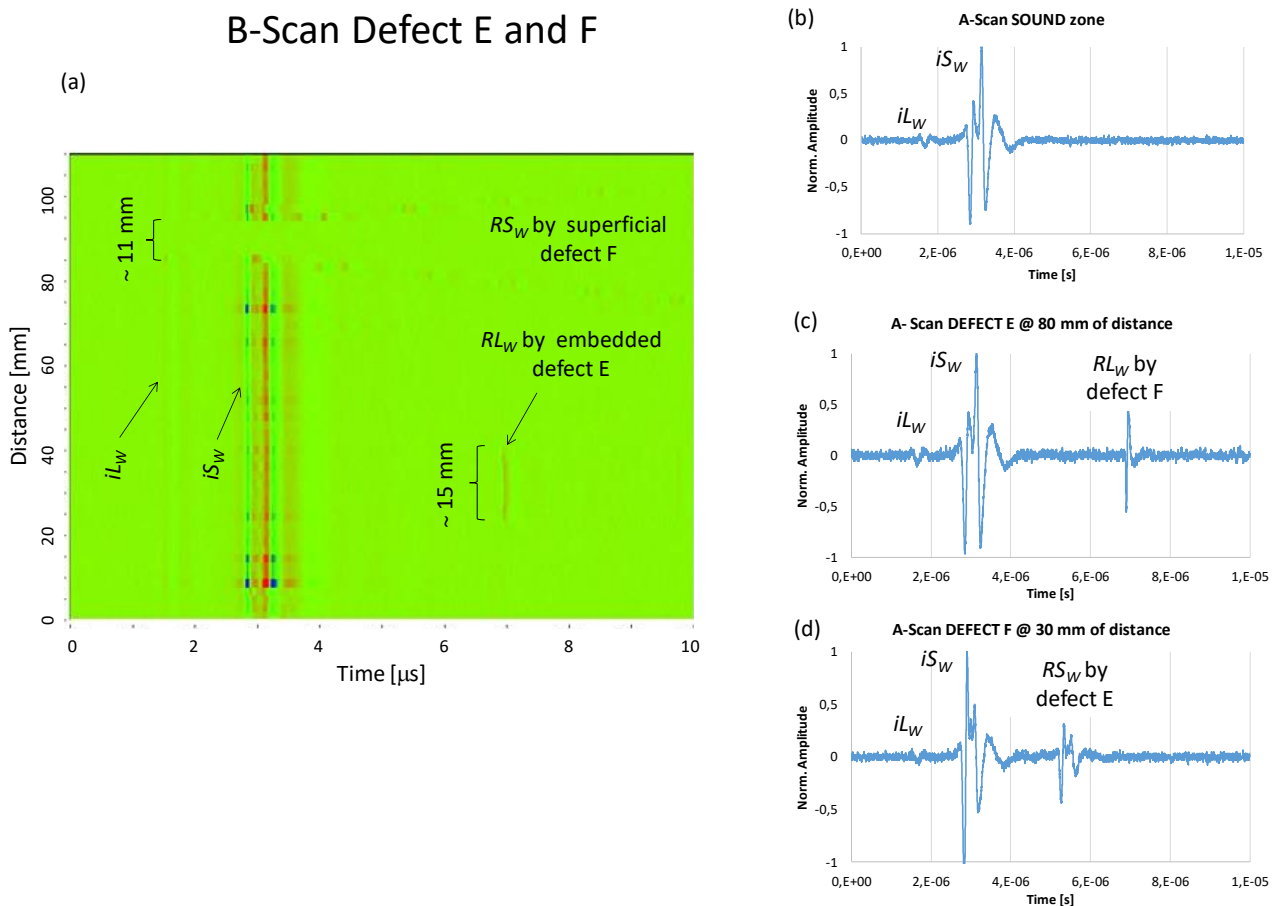 B-Scan Defect E and F
(a)
100
80
60
40
20
0
Distance [mm]
~ 11 mm
RSW by superficial
defect F
RLW by embedded
defect E
~ 15 mm
iLW
iSW
0
2
4
6
8
10
Time [µs]
(b)
A-Scan SOUND zone
1
0,5
0
-0,5
-1
Norm. Amplitude
iSW
iLW
0,E+00
2,E-06
4,E-06
6,E-06
8,E-06
1,E-05
Time [s]
(c)
A- Scan DEFECT E @ 80 mm of distance
1
0,5
0
-0,5
-1
Norm. Amplitude
iSW
iLW
RLW by
defect F
0,E+00
2,E-06
4,E-06
6,E-06
8,E-06
1,E-05
Time [s]
(d)
A-Scan DEFECT F @ 30 mm of distance
1
0,5
0
-0,5
-1
Norm. Amplitude
iSW
iLW
RSW by
defect E
0,E+00
2,E-06
4,E-06
6,E-06
8,E-06
1,E-05
Time [s]